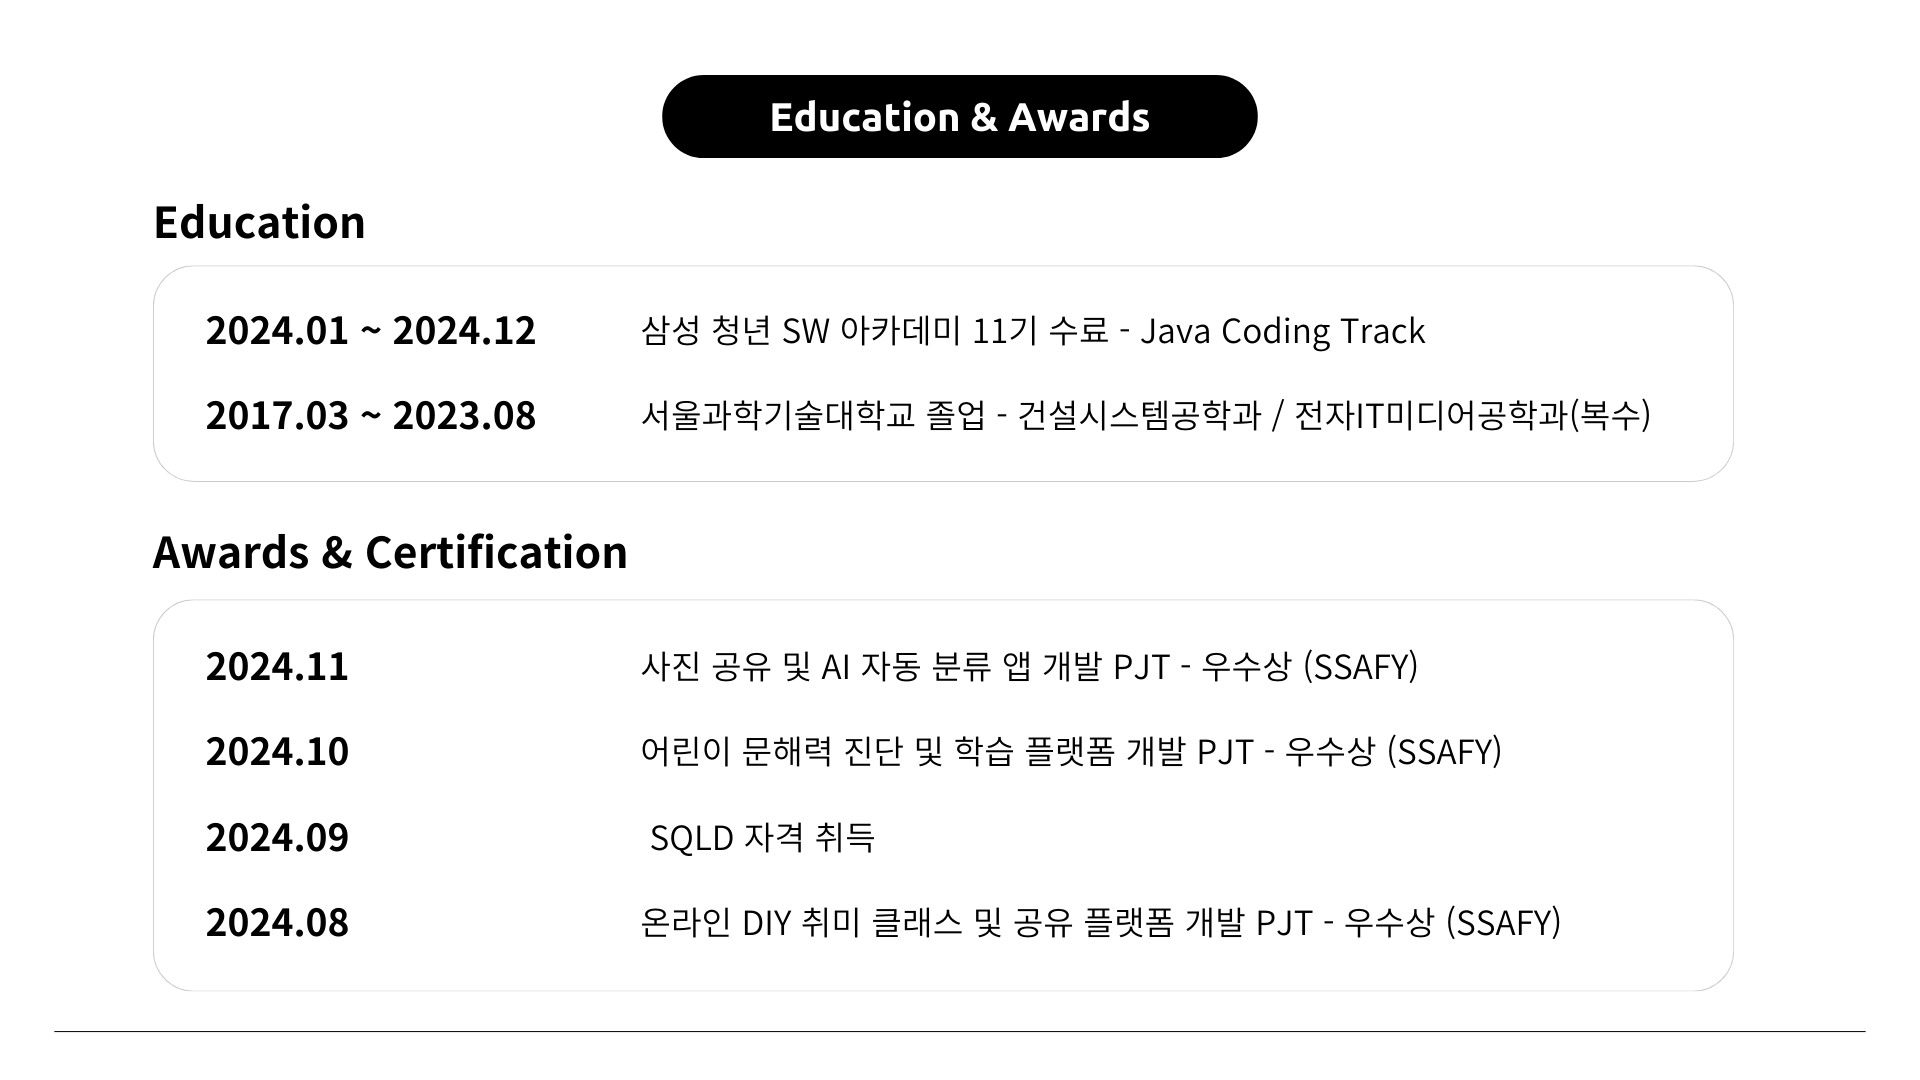 Education & Awards
Education
2024.01 ~ 2024.12 삼성 청년 SW 아카데미 11기 수료 - Java Coding Track
2017.03 ~ 2023.08 서울과학기술대학교 졸업 - 건설시스템공학과 / 전자IT미디어공학과(복수)
Awards & Certification
2024.11 사진 공유 및 AI 자동 분류 앱 개발 PJT - 우수상 (SSAFY)
2024.10 어린이 문해력 진단 및 학습 플랫폼 개발 PJT - 우수상 (SSAFY)
2024.09 SQLD 자격 취득
2024.08 온라인 DIY 취미 클래스 및 공유 플랫폼 개발 PJT - 우수상 (SSAFY)